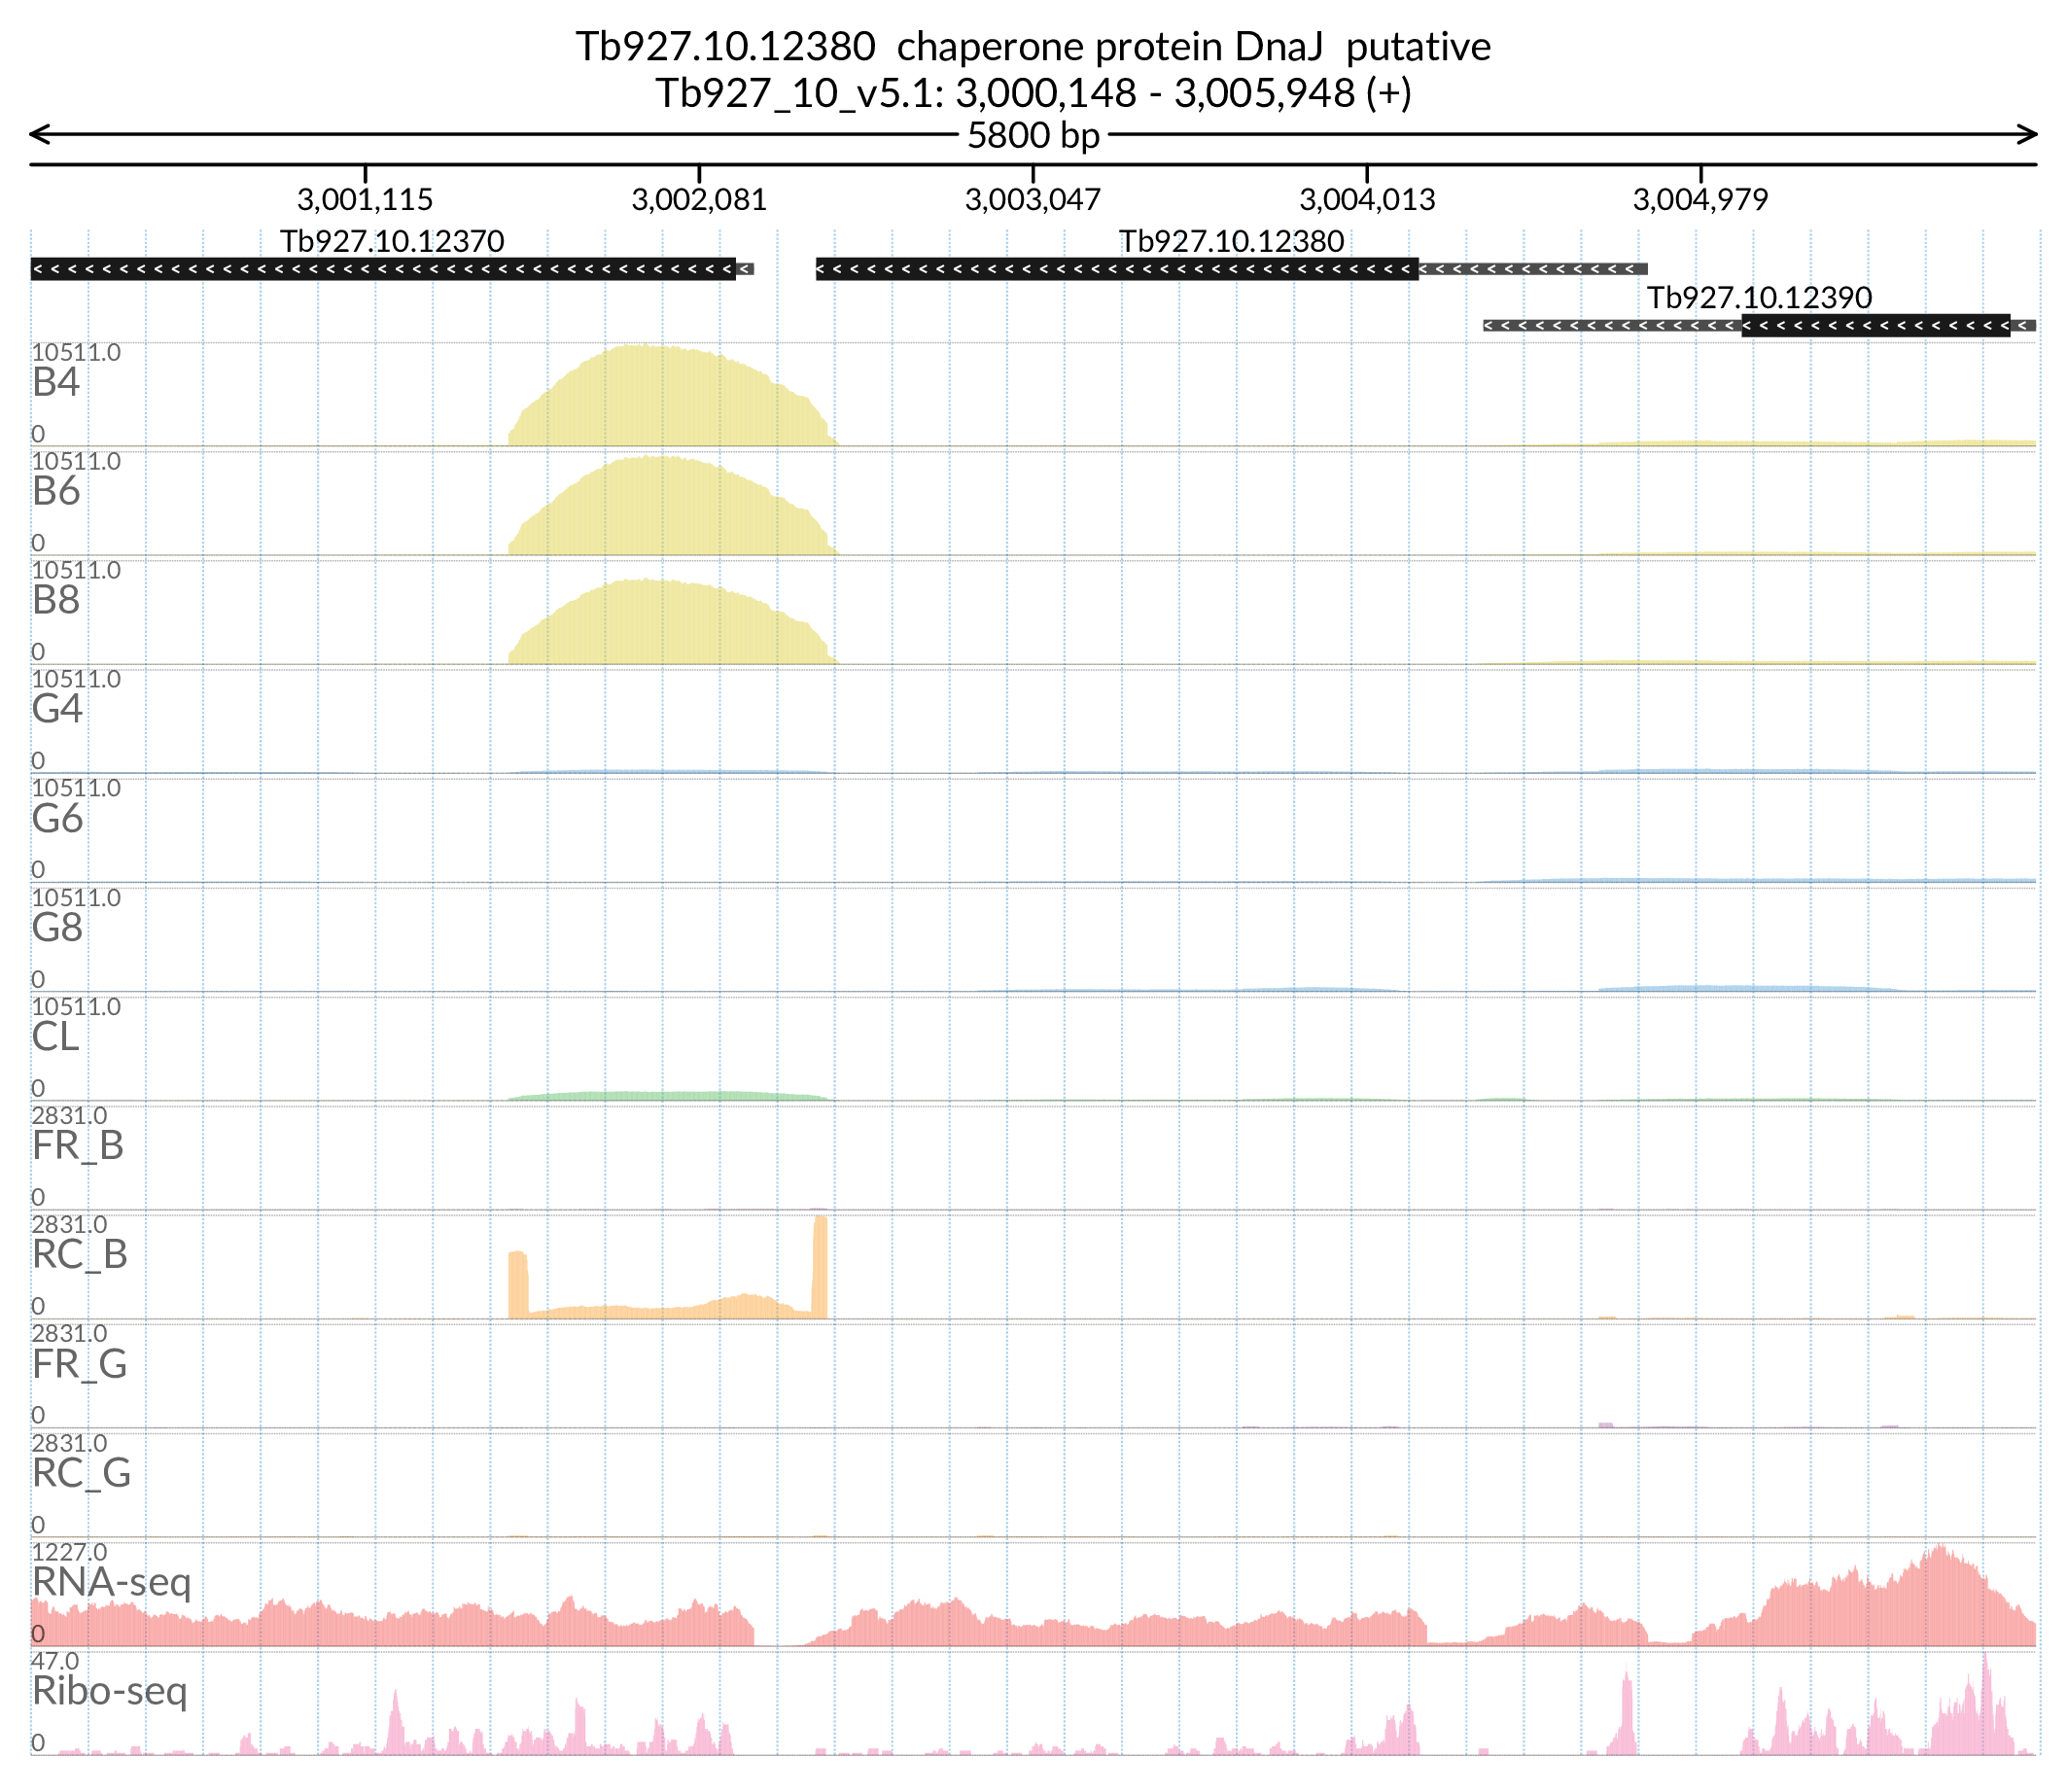 Tb927.10.12380  chaperone protein DnaJ  putative
Tb927_10_v5.1: 3,000,148 - 3,005,948 (+)
5800 bp
3,001,115 3,002,081 3,003,047 3,004,013 3,004,979
Tb927.10.12370 Tb927.10.12380
Tb927.10.12390
10511.0
B4
0
10511.0
B6
0
10511.0
B8
0
10511.0
G4
0
10511.0
G6
0
10511.0
G8
0
10511.0
CL
0
2831.0
FR_B
0
2831.0
RC_B
0
2831.0
FR_G
0
2831.0
RC_G
0
1227.0
RNA-seq
0
47.0
Ribo-seq
0